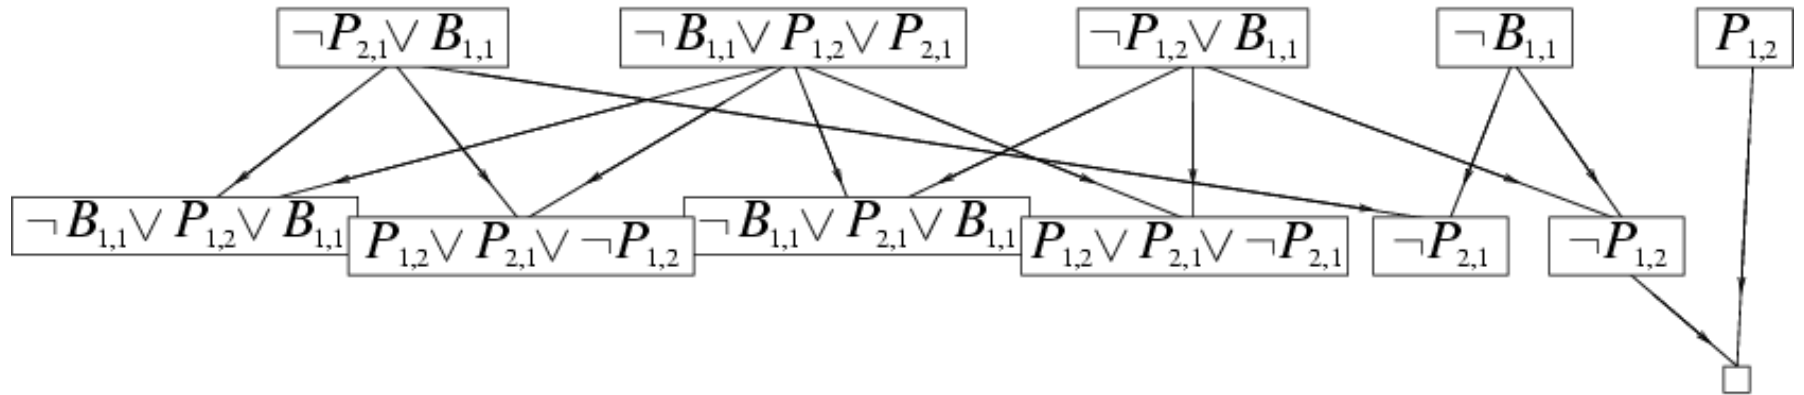 ¬P2,1 ∨ B1,1
¬B1,1 ∨ P1,2 ∨ P2,1
¬P1,2 ∨ B1,1
¬B1,1
P1,2
¬B1,1 ∨ P1,2 ∨ B1,1
P1,2 ∨ P2,1 ∨ ¬P1,2
¬B1,1 ∨ P2,1 ∨ B1,1
P1,2 ∨ P2,1 ∨ ¬P2,1
¬P2,1
¬P1,2